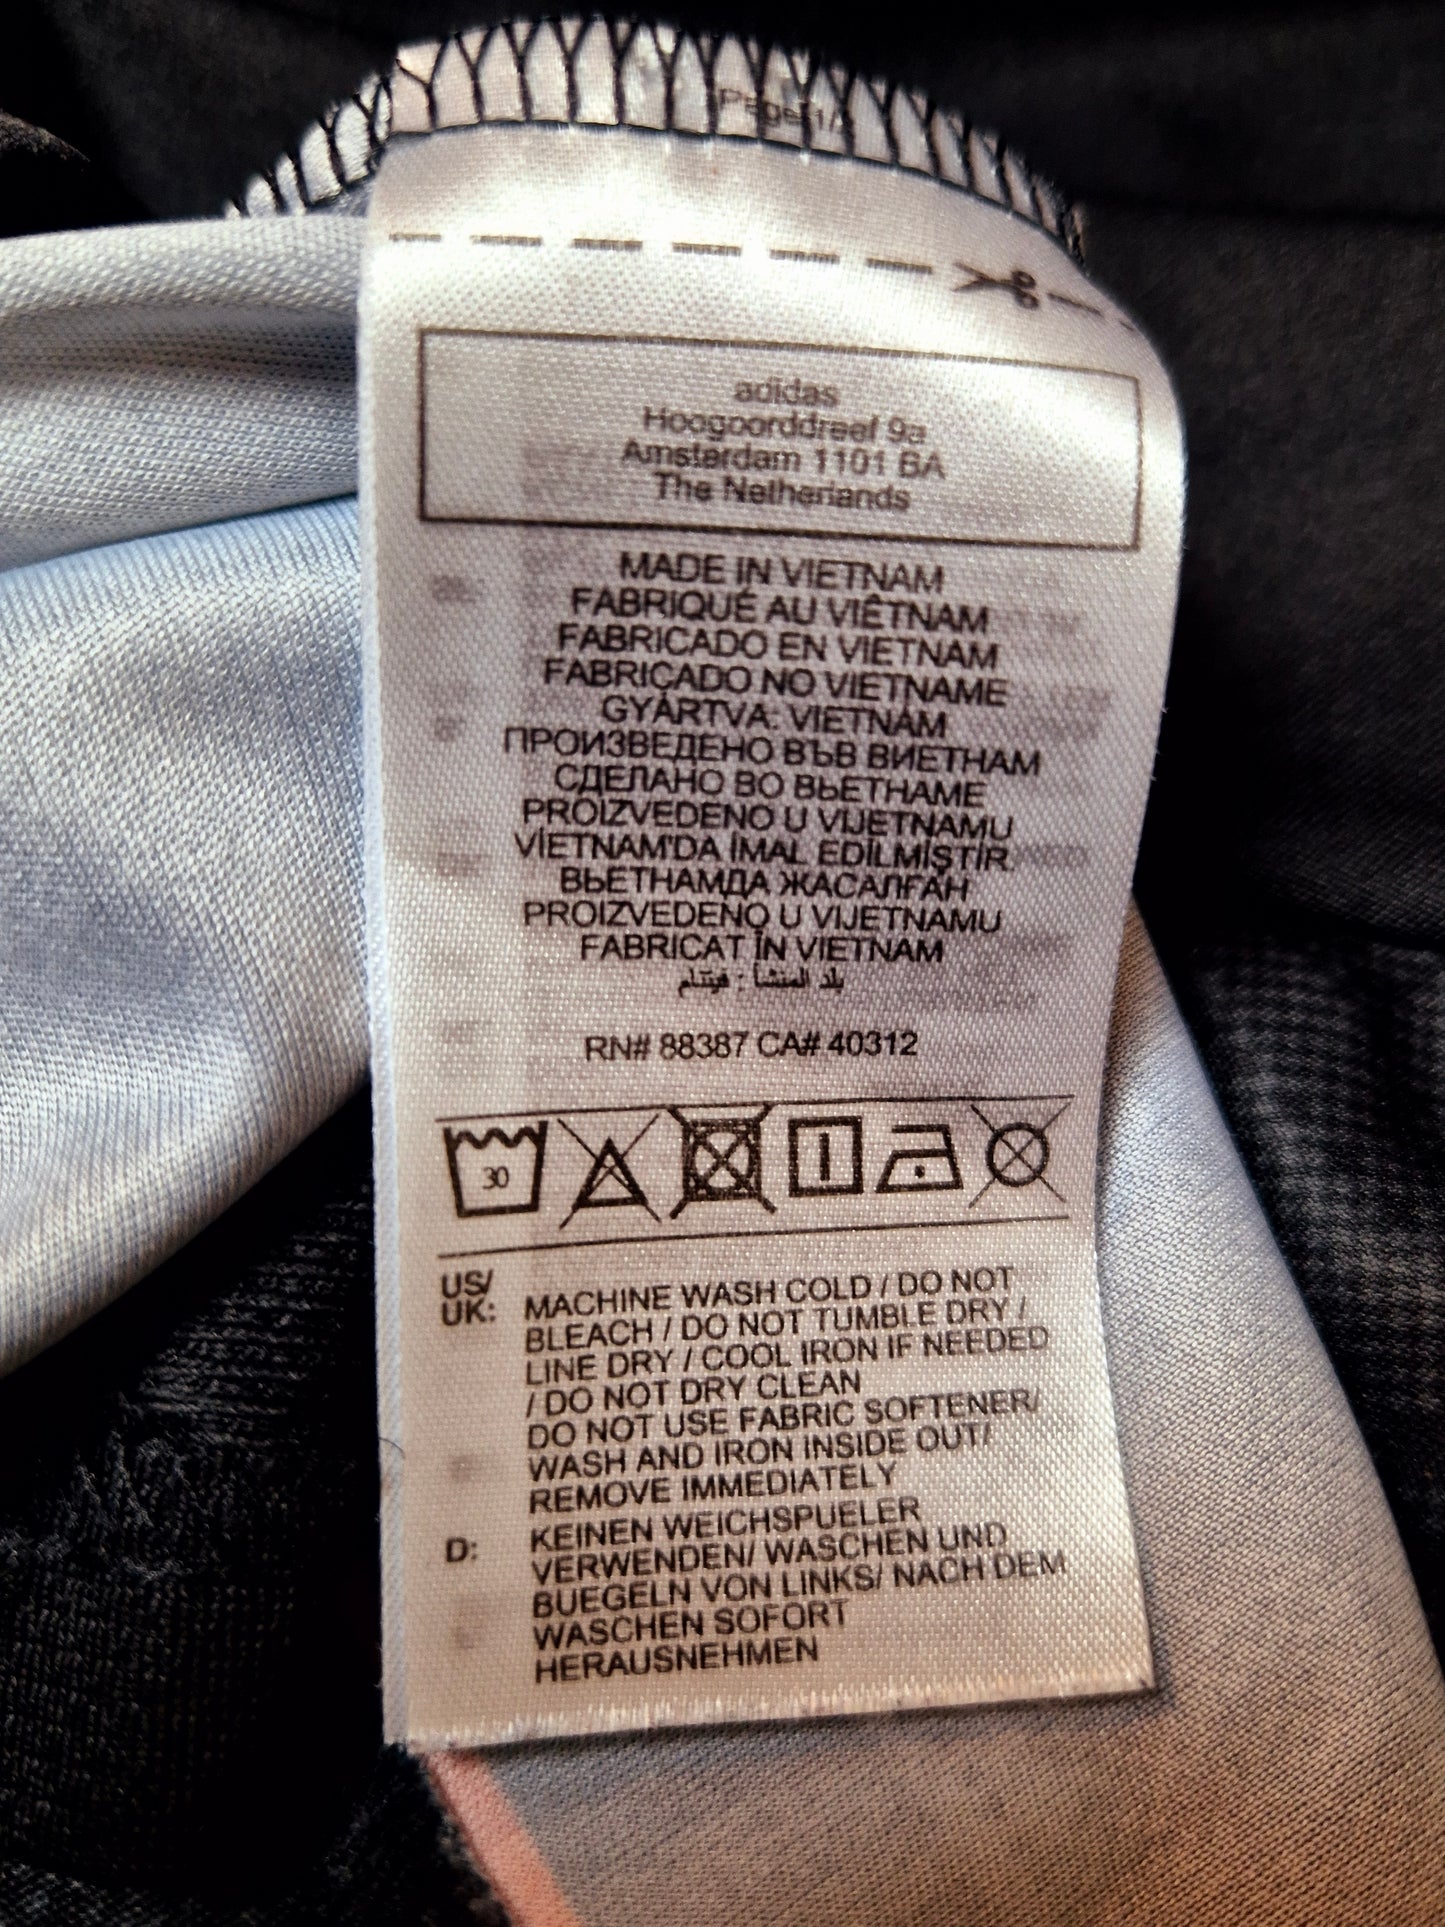 Page 1/
adidas
Hoogoorddreef 9a
Amsterdam 1101 BA
The Netherlands
MADE IN VIETNAM
FABRIQUÉ AU VIÊTNAM
FABRICADO EN VIETNAM
FABRICADO NO VIETNAME
GYÁRTVA: VIETNÁM
ПРОИЗВЕДЕНО ВЪВ ВИЕТНАМ
СДЕЛАНО ВО ВЬЕТНАМЕ
PROIZVEDENO U VIJETNAMU
VİETNAM'DA İMAL EDİLMİŞTİR.
ВЬЕТНАМДА ЖАСАЛҒАН
PROIZVEDENO U VIJETNAMU
FABRICAT ÎN VIETNAM
بلد المنشأ : فيتنام
RN# 88387 CA# 40312
30
US/
UK: MACHINE WASH COLD / DO NOT
BLEACH / DO NOT TUMBLE DRY /
LINE DRY / COOL IRON IF NEEDED
/ DO NOT DRY CLEAN
DO NOT USE FABRIC SOFTENER/
WASH AND IRON INSIDE OUT/
REMOVE IMMEDIATELY
D: KEINEN WEICHSPUELER
VERWENDEN/ WASCHEN UND
BUEGELN VON LINKS/ NACH DEM
WASCHEN SOFORT
HERAUSNEHMEN